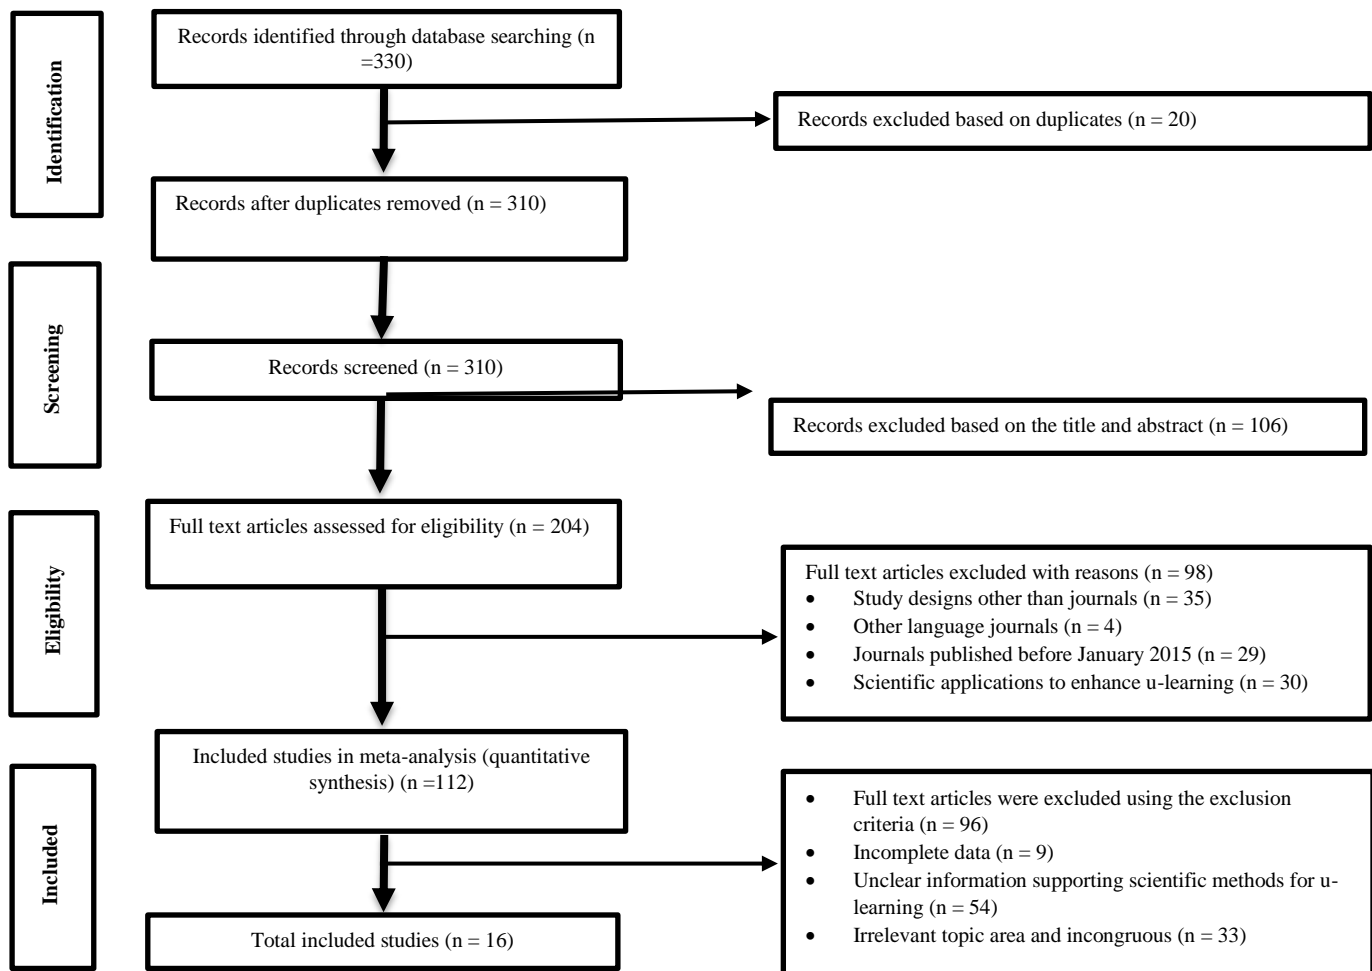 Identification
Records identified through database searching (n
=330)
Records excluded based on duplicates (n = 20)
Records after duplicates removed (n = 310)
Screening
Records screened (n = 310)
Records excluded based on the title and abstract (n = 106)
Eligibility
Full text articles assessed for eligibility (n = 204)
Full text articles excluded with reasons (n = 98)
• Study designs other than journals (n = 35)
• Other language journals (n = 4)
• Journals published before January 2015 (n = 29)
• Scientific applications to enhance u-learning (n = 30)
Included
Included studies in meta-analysis (quantitative
synthesis) (n =112)
• Full text articles were excluded using the exclusion
criteria (n = 96)
• Incomplete data (n = 9)
• Unclear information supporting scientific methods for u-
learning (n = 54)
• Irrelevant topic area and incongruous (n = 33)
Total included studies (n = 16)